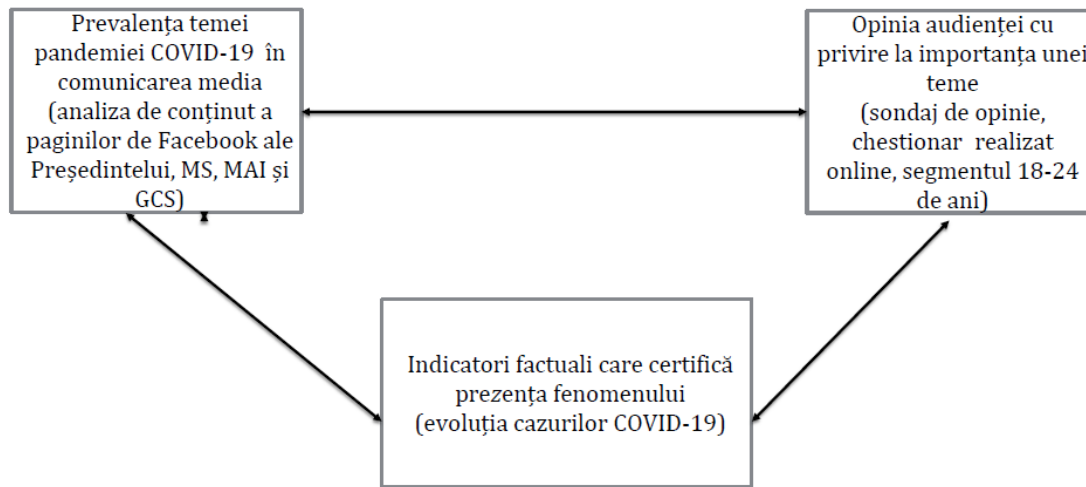 Prevalența temei
pandemiei COVID-19 în
comunicarea media
(analiza de conținut a
paginilor de Facebook ale
Președintelui, MS, MAI și
GCS)
Opinia audienței cu
privire la importanța unei
teme
(sondaj de opinie,
chestionar realizat
online, segmentul 18-24
de ani)
Indicatori factuali care certifică
prezența fenomenului
(evoluția cazurilor COVID-19)